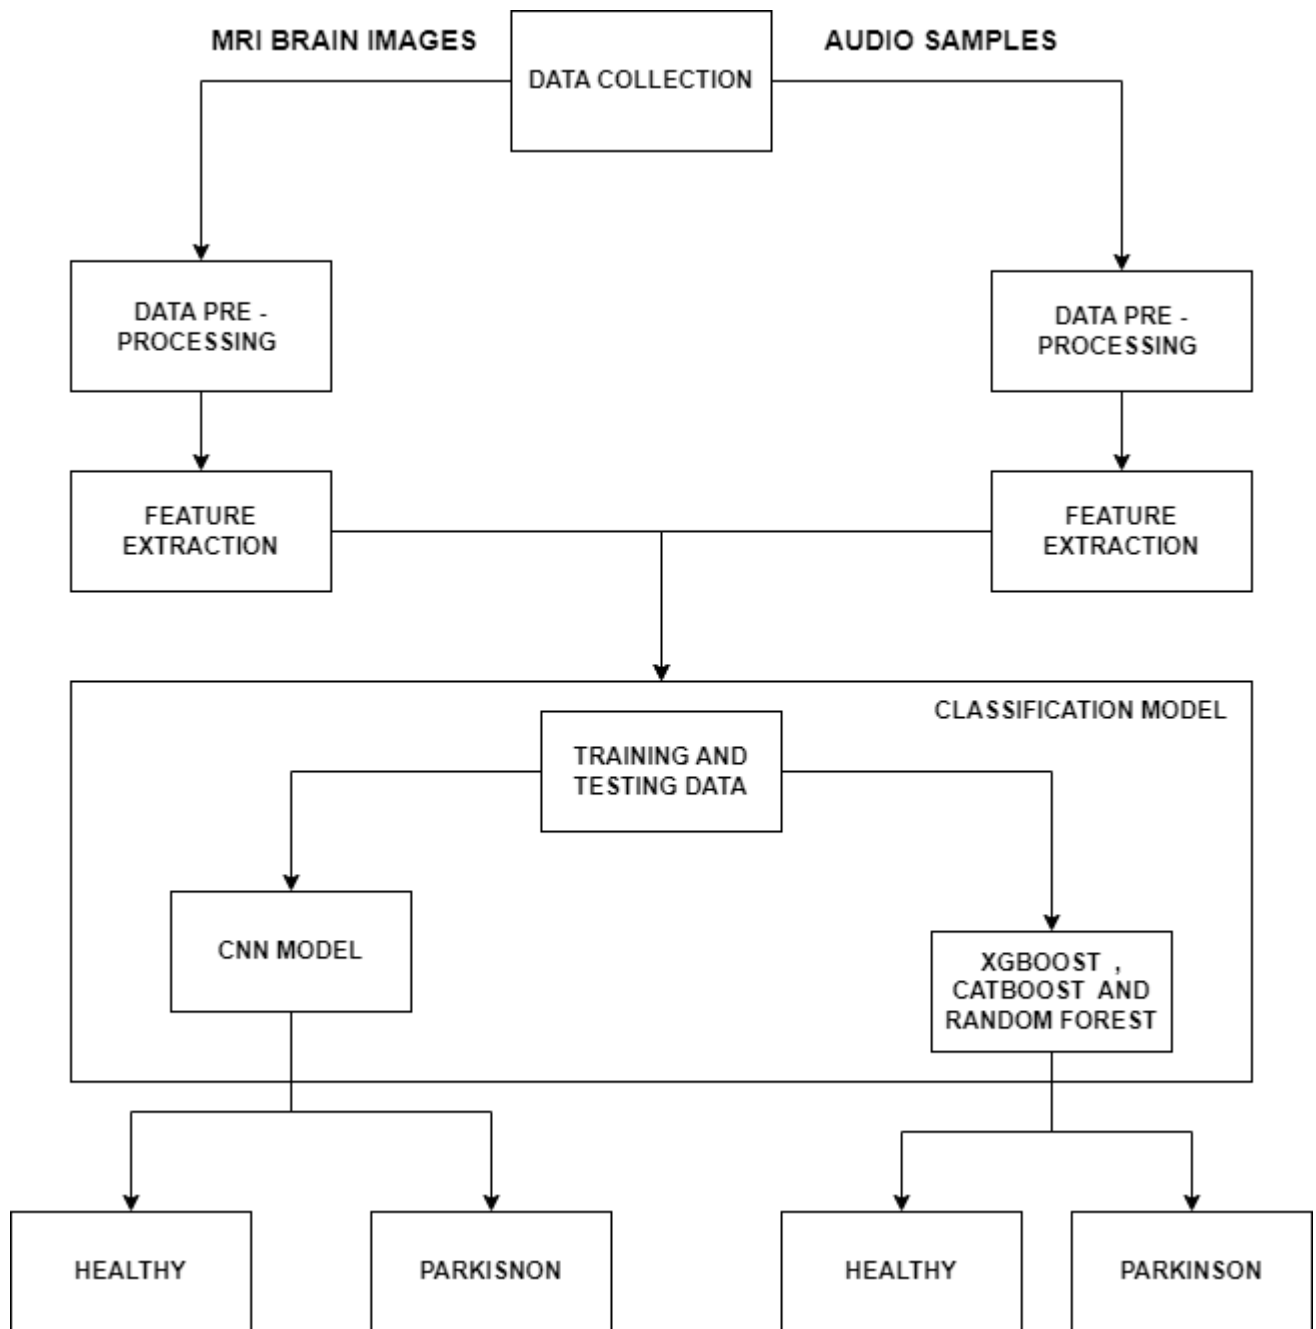 MRI BRAIN IMAGES
AUDIO SAMPLES
DATA COLLECTION
DATA PRE -
PROCESSING
DATA PRE -
PROCESSING
FEATURE
EXTRACTION
FEATURE
EXTRACTION
CLASSIFICATION MODEL
TRAINING AND
TESTING DATA
CNN MODEL
XGBOOST ,
CATBOOST AND
RANDOM FOREST
HEALTHY
PARKISNON
HEALTHY
PARKINSON